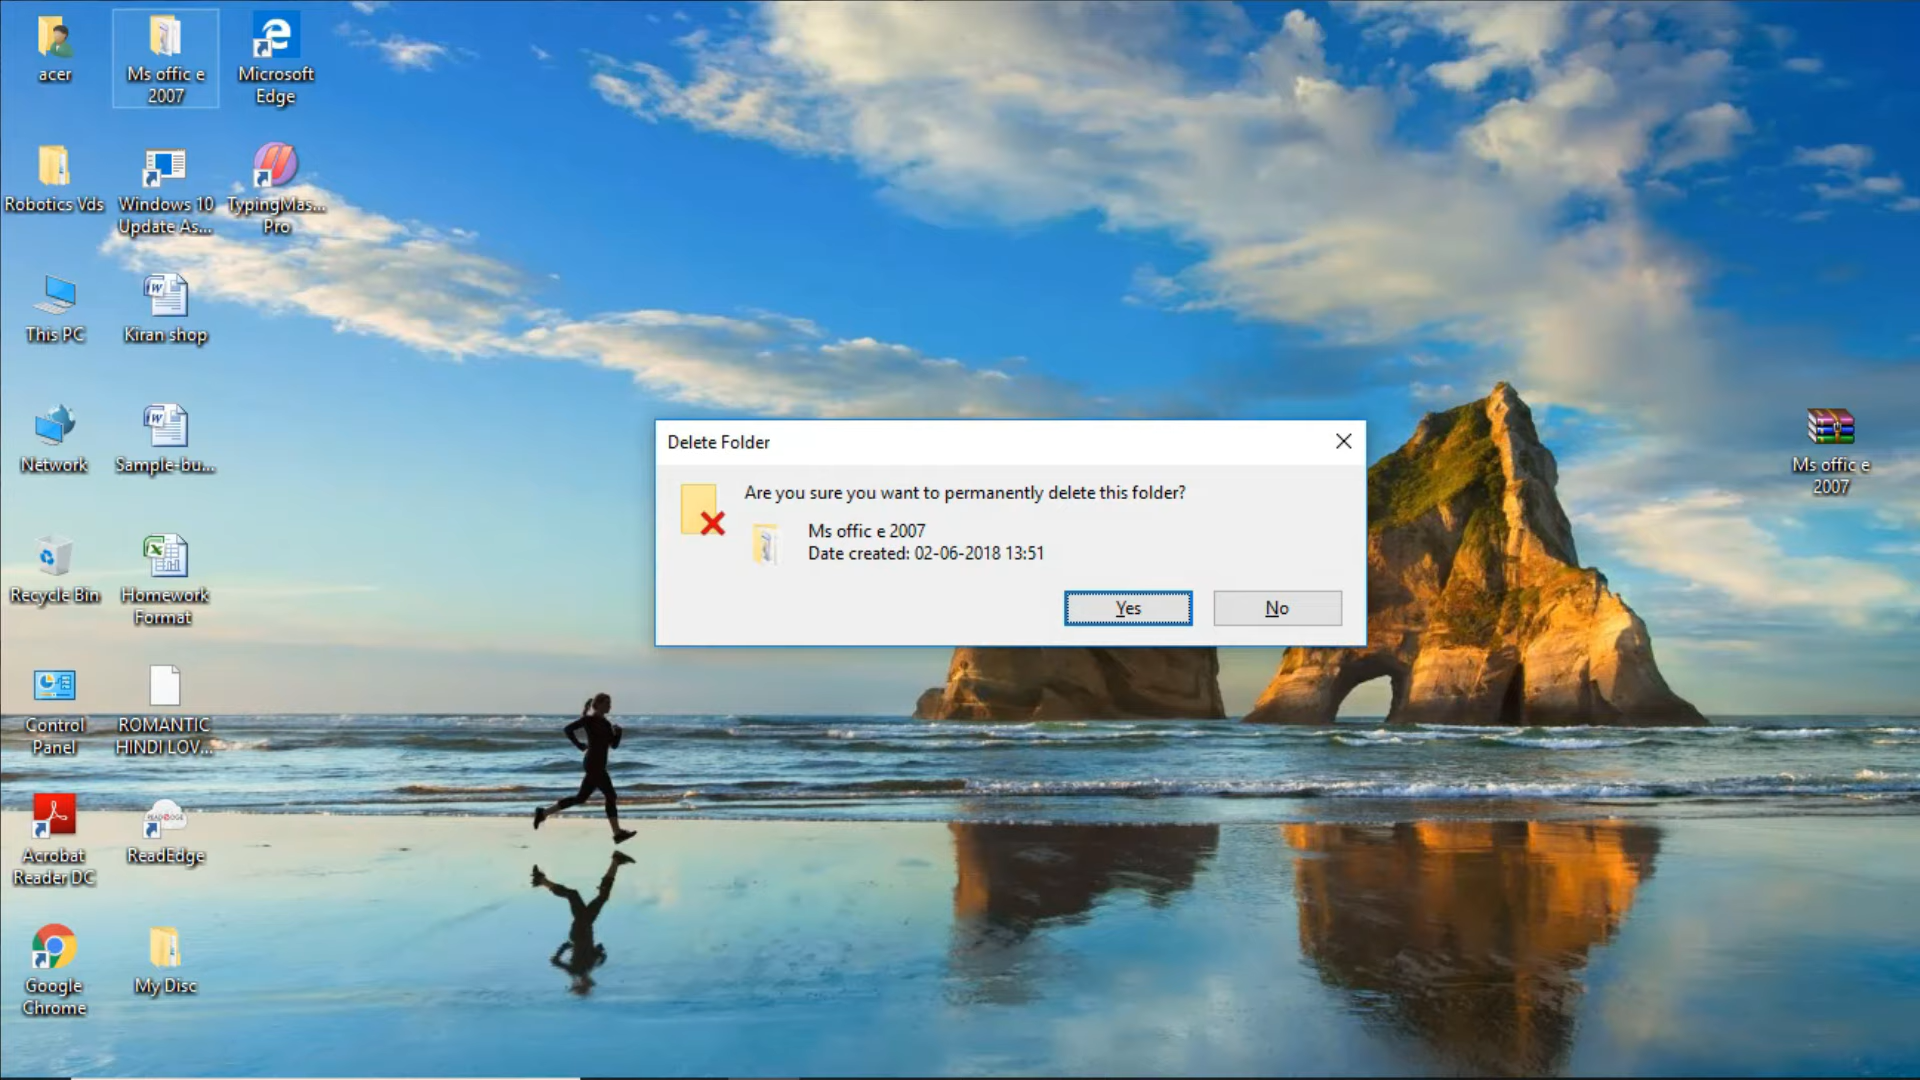 acer
Ms offic e
2007
Microsoft
Edge
Robotics Vds
Windows 10
Update As...
TypingMas...
Pro
This PC
Kiran shop
Network
Sample-bu...
Recycle Bin
Homework
Format
Control
Panel
ROMANTIC
HINDI LOV...
Acrobat
Reader DC
ReadEdge
Google
Chrome
My Disc
Delete Folder
Are you sure you want to permanently delete this folder?
Ms offic e 2007
Date created: 02-06-2018 13:51
Yes
No
Ms offic e
2007